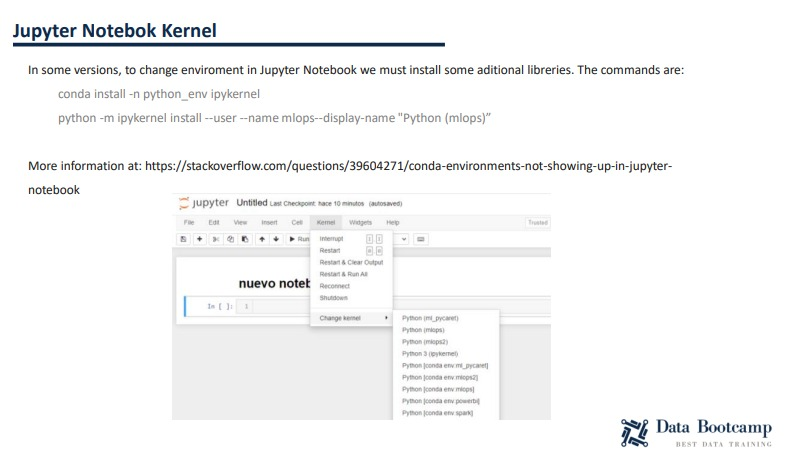 Jupyter Notebok Kernel
In some versions, to change enviroment in Jupyter Notebook we must install some aditional libreries. The commands are:
conda install -n python_env ipykernel
python -m ipykernel install --user --name mlops--display-name "Python (mlops)”
More information at: https://stackoverflow.com/questions/39604271/conda-environments-not-showing-up-in-jupyter-
notebook
jupyter Untitled Last Checkpoint: hace 10 minutos (autosaved)
File Edit View Insert Cell Kernel Widgets Help Trusted
Run
Interrupt I I
Restart 0 0
Restart & Clear Output
Restart & Run All
Reconnect
Shutdown
Change kernel
nuevo noteb
In [ ]: 1
Python (ml_pycaret)
Python (mlops)
Python (mlops2)
Python 3 (ipykernel)
Python [conda env:ml_pycaret]
Python [conda env:mlops2]
Python [conda env:mlops]
Python [conda env:powerbi]
Python [conda env:spark]
Data Bootcamp
BEST DATA TRAINING